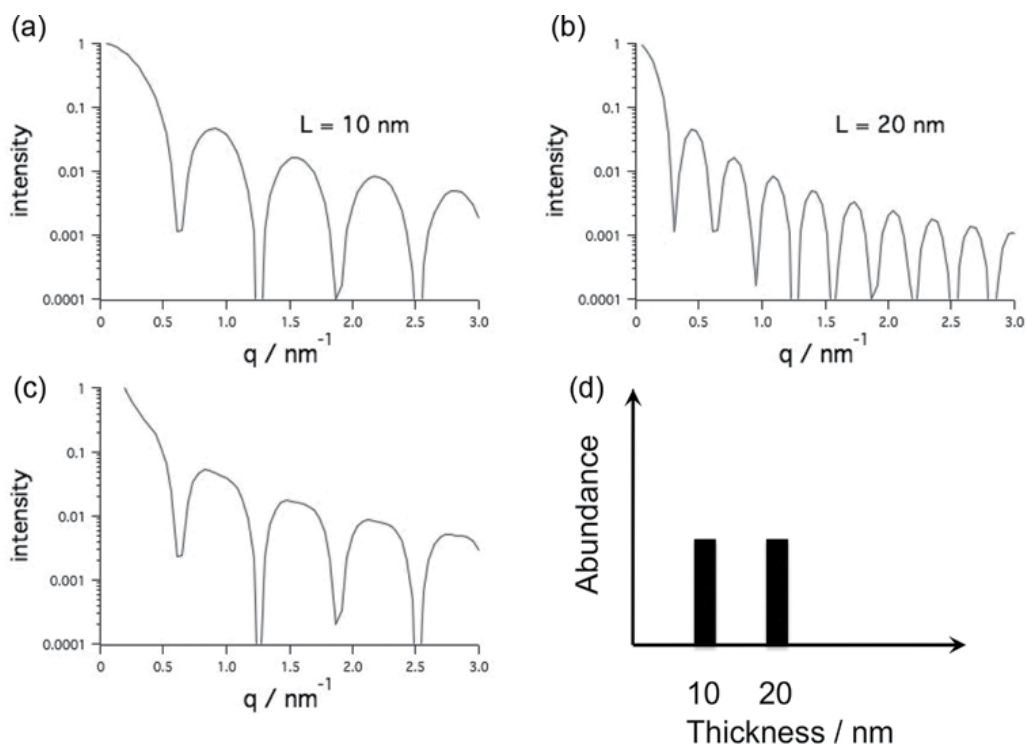 (a)
intensity
1
0.1
0.01
0.001
0.0001
L = 10 nm
0
0.5
1.0
1.5
2.0
2.5
3.0
q / nm⁻¹
(b)
intensity
1
0.1
0.01
0.001
0.0001
L = 20 nm
0
0.5
1.0
1.5
2.0
2.5
3.0
q / nm⁻¹
(c)
intensity
1
0.1
0.01
0.001
0.0001
0
0.5
1.0
1.5
2.0
2.5
3.0
q / nm⁻¹
(d)
Abundance
10 20
Thickness / nm